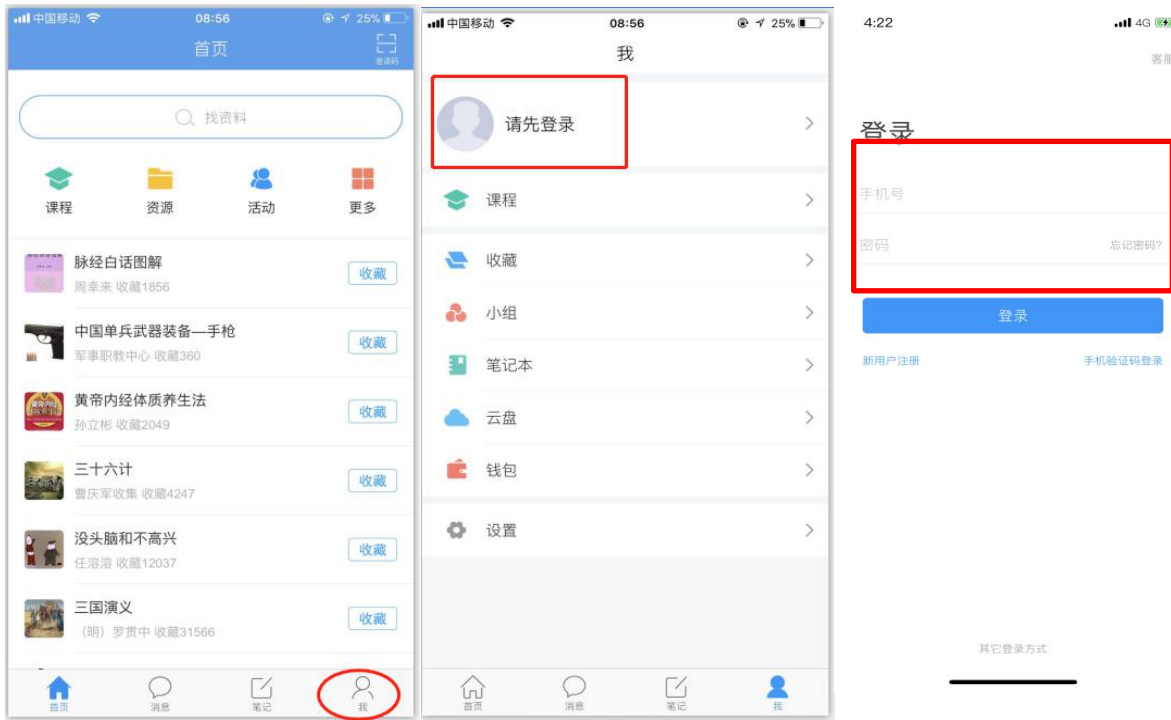 中国移动 08:56 25%
首页
邀请码
找资料
课程 资源 活动 更多
脉经白话图解
周幸来 收藏1856
收藏
中国单兵武器装备—手枪
军事职教中心 收藏360
收藏
黄帝内经体质养生法
孙立彬 收藏2049
收藏
三十六计
曹庆军收集 收藏4247
收藏
没头脑和不高兴
任溶溶 收藏12037
收藏
三国演义
（明）罗贯中 收藏31566
收藏
首页 消息 笔记 我
中国移动 08:56 25%
我
请先登录
课程
收藏
小组
笔记本
云盘
钱包
设置
首页 消息 笔记 我
4:22 4G
客服
登录
手机号
密码 忘记密码?
登录
新用户注册 手机验证码登录
其它登录方式